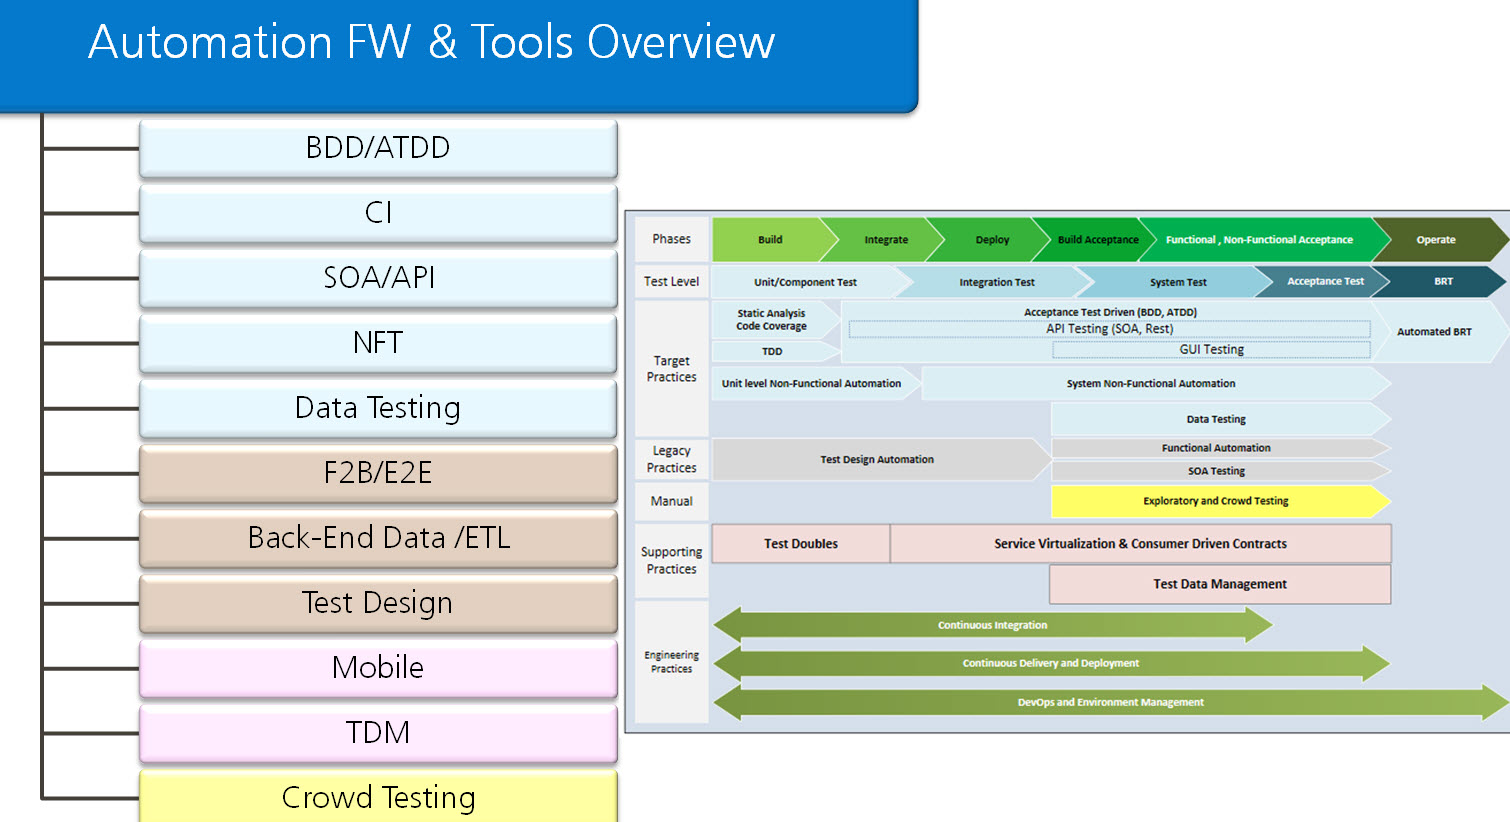 Automation FW & Tools Overview
BDD/ATDD
CI
SOA/API
NFT
Data Testing
F2B/E2E
Back-End Data /ETL
Test Design
Mobile
TDM
Crowd Testing
Phases
Build
Integrate
Deploy
Build Acceptance
Functional , Non-Functional Acceptance
Operate
Test Level
Unit/Component Test
Integration Test
System Test
Acceptance Test
BRT
Target
Practices
Static Analysis
Code Coverage
TDD
Acceptance Test Driven (BDD, ATDD)
API Testing (SOA, Rest)
GUI Testing
Automated BRT
Unit level Non-Functional Automation
System Non-Functional Automation
Data Testing
Legacy
Practices
Test Design Automation
Functional Automation
SOA Testing
Manual
Exploratory and Crowd Testing
Supporting
Practices
Test Doubles
Service Virtualization & Consumer Driven Contracts
Test Data Management
Engineering
Practices
Continuous Integration
Continuous Delivery and Deployment
DevOps and Environment Management